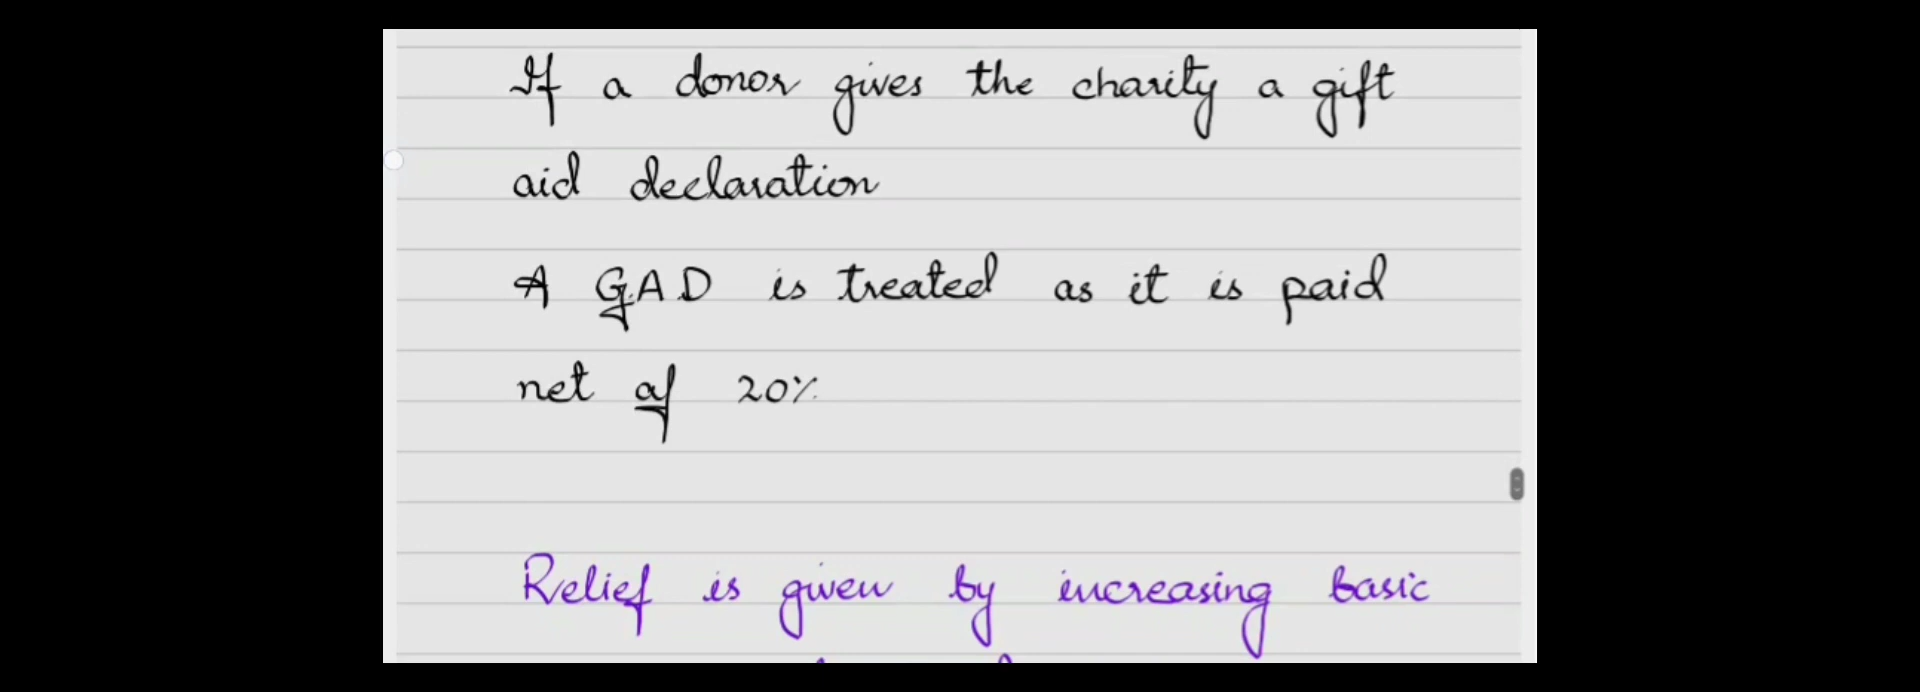 If a donor gives the charity a gift
aid declaration
A G.A.D is treated as it is paid
net of 20%
Relief is given by increasing basic